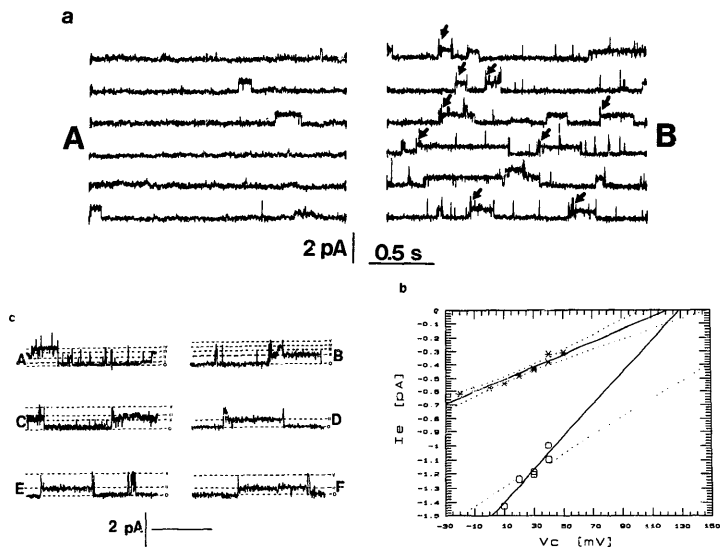 a
A
B
2 pA
0.5 s
c
A
B
C
D
E
F
2 pA
b
0
-0.1
-0.2
-0.3
-0.4
-0.5
-0.6
-0.7
-0.8
-0.9
-1
-1.1
-1.2
-1.3
-1.4
-1.5
Ie [pA]
-30 -10 10 30 50 70 90 110 130 150
Vc [mV]